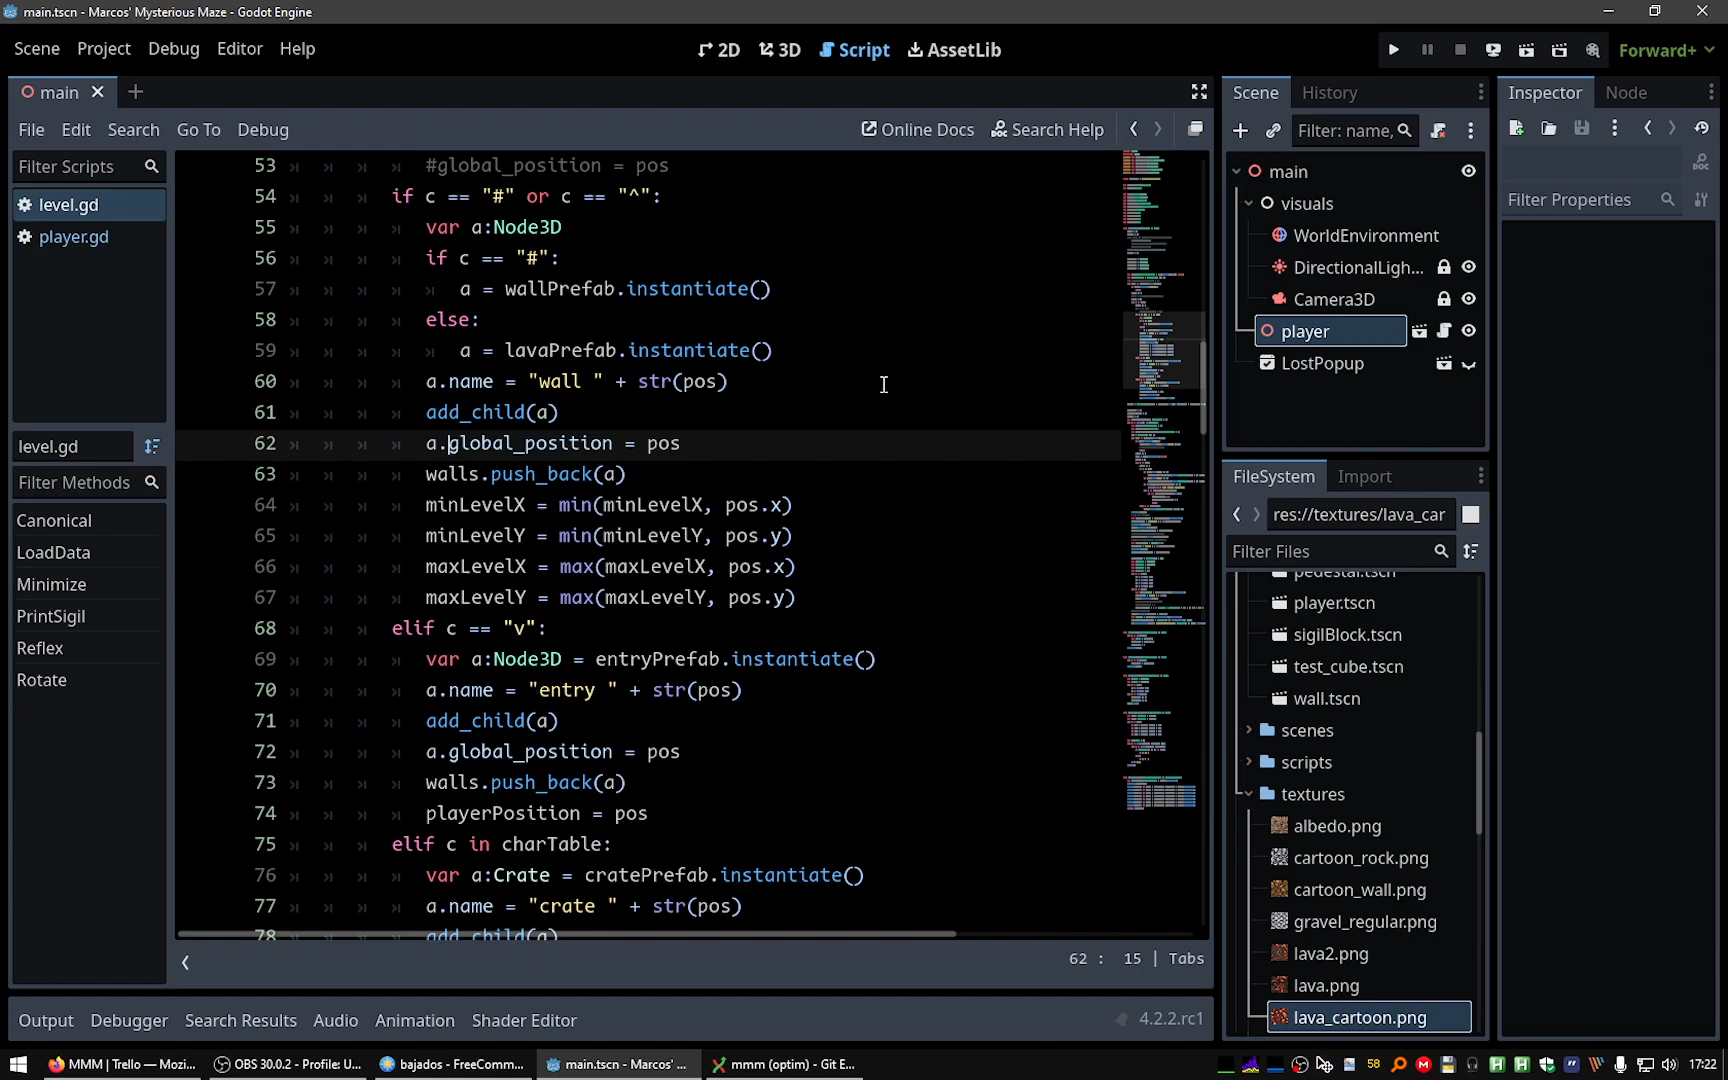 main.tscn - Marcos' Mysterious Maze - Godot Engine
Scene Project Debug Editor Help
2D 3D Script AssetLib
Forward+
main
File Edit Search Go To Debug
Online Docs Search Help
Filter Scripts
level.gd
player.gd
level.gd
Filter Methods
Canonical
LoadData
Minimize
PrintSigil
Reflex
Rotate
53 #global_position = pos
54 if c == "#" or c == "^":
55 var a:Node3D
56 if c == "#":
57 a = wallPrefab.instantiate()
58 else:
59 a = lavaPrefab.instantiate()
60 a.name = "wall " + str(pos)
61 add_child(a)
62 a.global_position = pos
63 walls.push_back(a)
64 minLevelX = min(minLevelX, pos.x)
65 minLevelY = min(minLevelY, pos.y)
66 maxLevelX = max(maxLevelX, pos.x)
67 maxLevelY = max(maxLevelY, pos.y)
68 elif c == "v":
69 var a:Node3D = entryPrefab.instantiate()
70 a.name = "entry " + str(pos)
71 add_child(a)
72 a.global_position = pos
73 walls.push_back(a)
74 playerPosition = pos
75 elif c in charTable:
76 var a:Crate = cratePrefab.instantiate()
77 a.name = "crate " + str(pos)
78 add_child(a)
62 : 15 | Tabs
Output Debugger Search Results Audio Animation Shader Editor
4.2.2.rc1
Scene History
Filter: name,
main
visuals
WorldEnvironment
DirectionalLigh...
Camera3D
player
LostPopup
FileSystem Import
res://textures/lava_car
Filter Files
pedestal.tscn
player.tscn
sigilBlock.tscn
test_cube.tscn
wall.tscn
scenes
scripts
textures
albedo.png
cartoon_rock.png
cartoon_wall.png
gravel_regular.png
lava2.png
lava.png
lava_cartoon.png
Inspector Node
DOC
Filter Properties
MMM | Trello — Mozi...
OBS 30.0.2 - Profile: U...
bajados - FreeComm...
main.tscn - Marcos' ...
mmm (optim) - Git E...
58
17:22